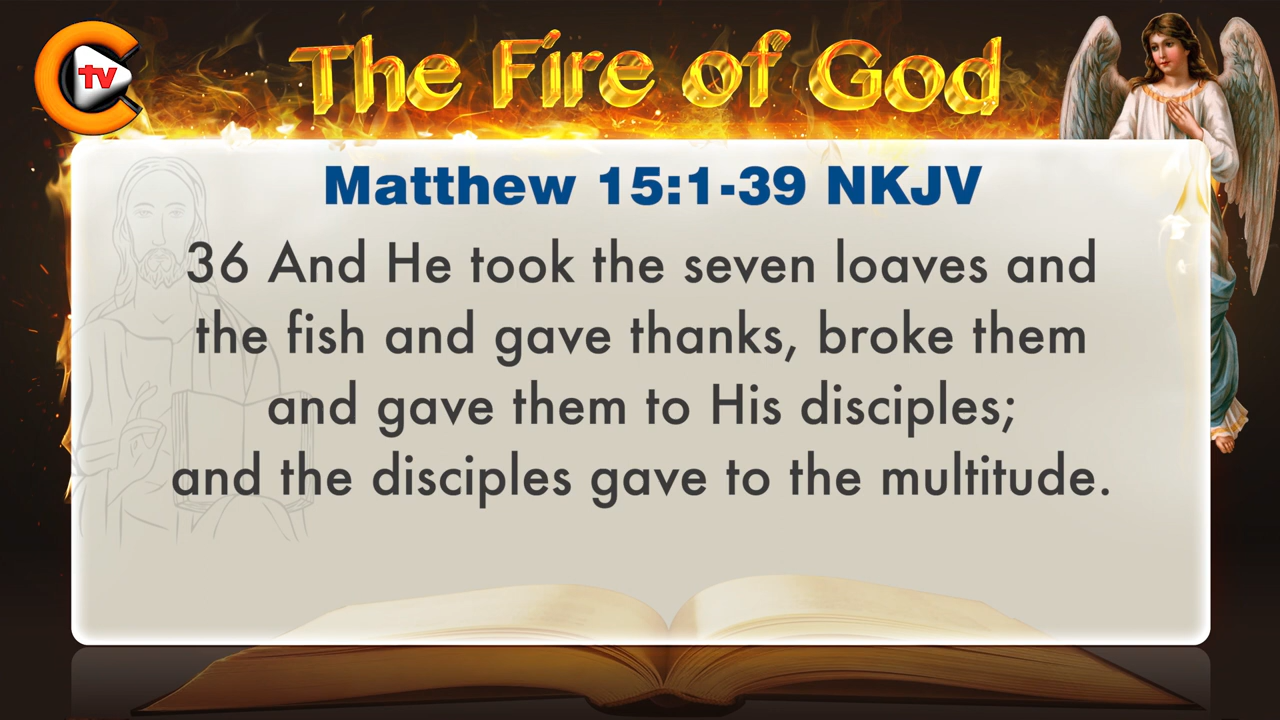 tv
The Fire of God
Matthew 15:1-39 NKJV
36 And He took the seven loaves and
the fish and gave thanks, broke them
and gave them to His disciples;
and the disciples gave to the multitude.